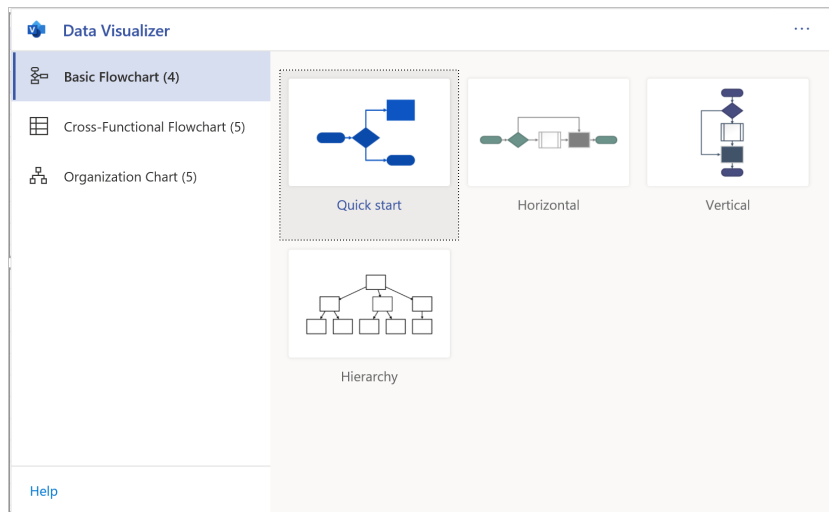 Data Visualizer
...
Basic Flowchart (4)
Cross-Functional Flowchart (5)
Organization Chart (5)
Quick start
Horizontal
Vertical
Hierarchy
Help